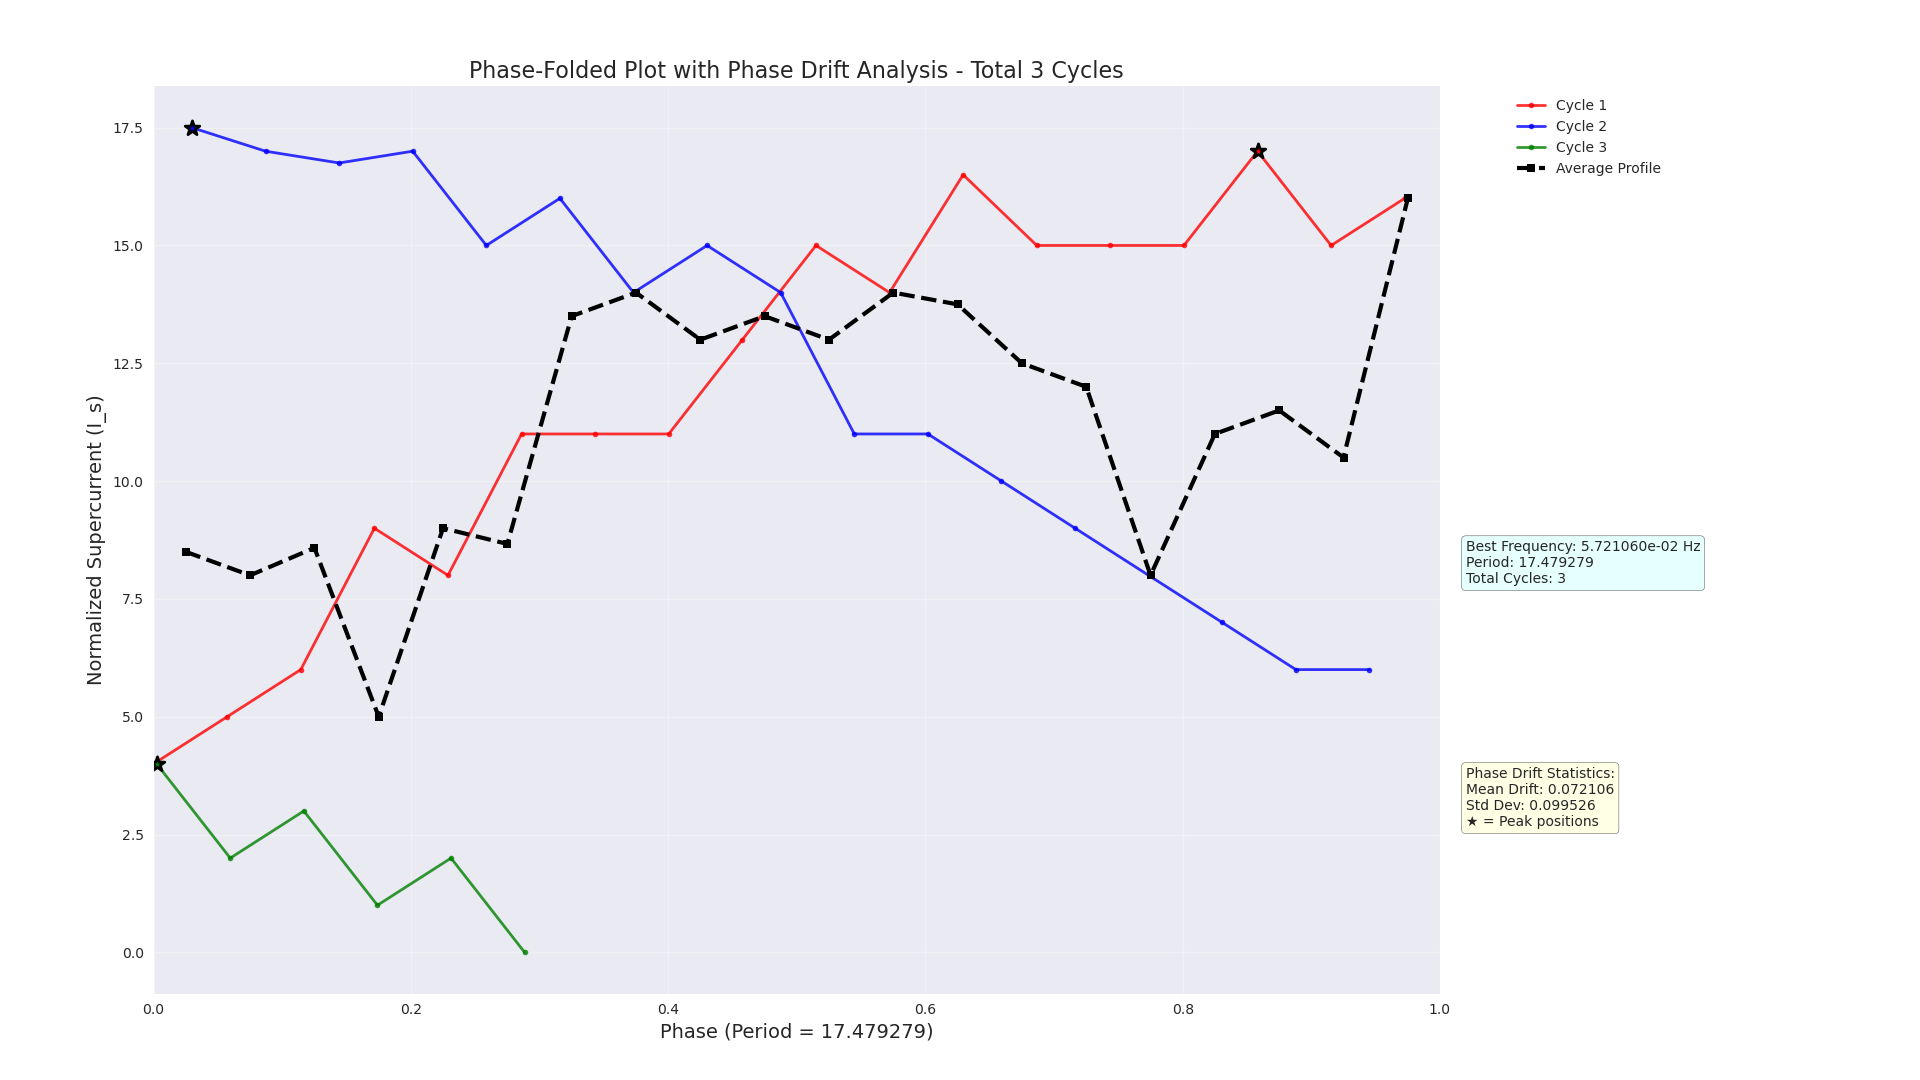 Phase-Folded Plot with Phase Drift Analysis - Total 3 Cycles
Normalized Supercurrent (I_s)
17.5
15.0
12.5
10.0
7.5
5.0
2.5
0.0
0.0
0.2
0.4
0.6
0.8
1.0
Phase (Period = 17.479279)
Cycle 1
Cycle 2
Cycle 3
Average Profile
Best Frequency: 5.721060e-02 Hz
Period: 17.479279
Total Cycles: 3
Phase Drift Statistics:
Mean Drift: 0.072106
Std Dev: 0.099526
★ = Peak positions